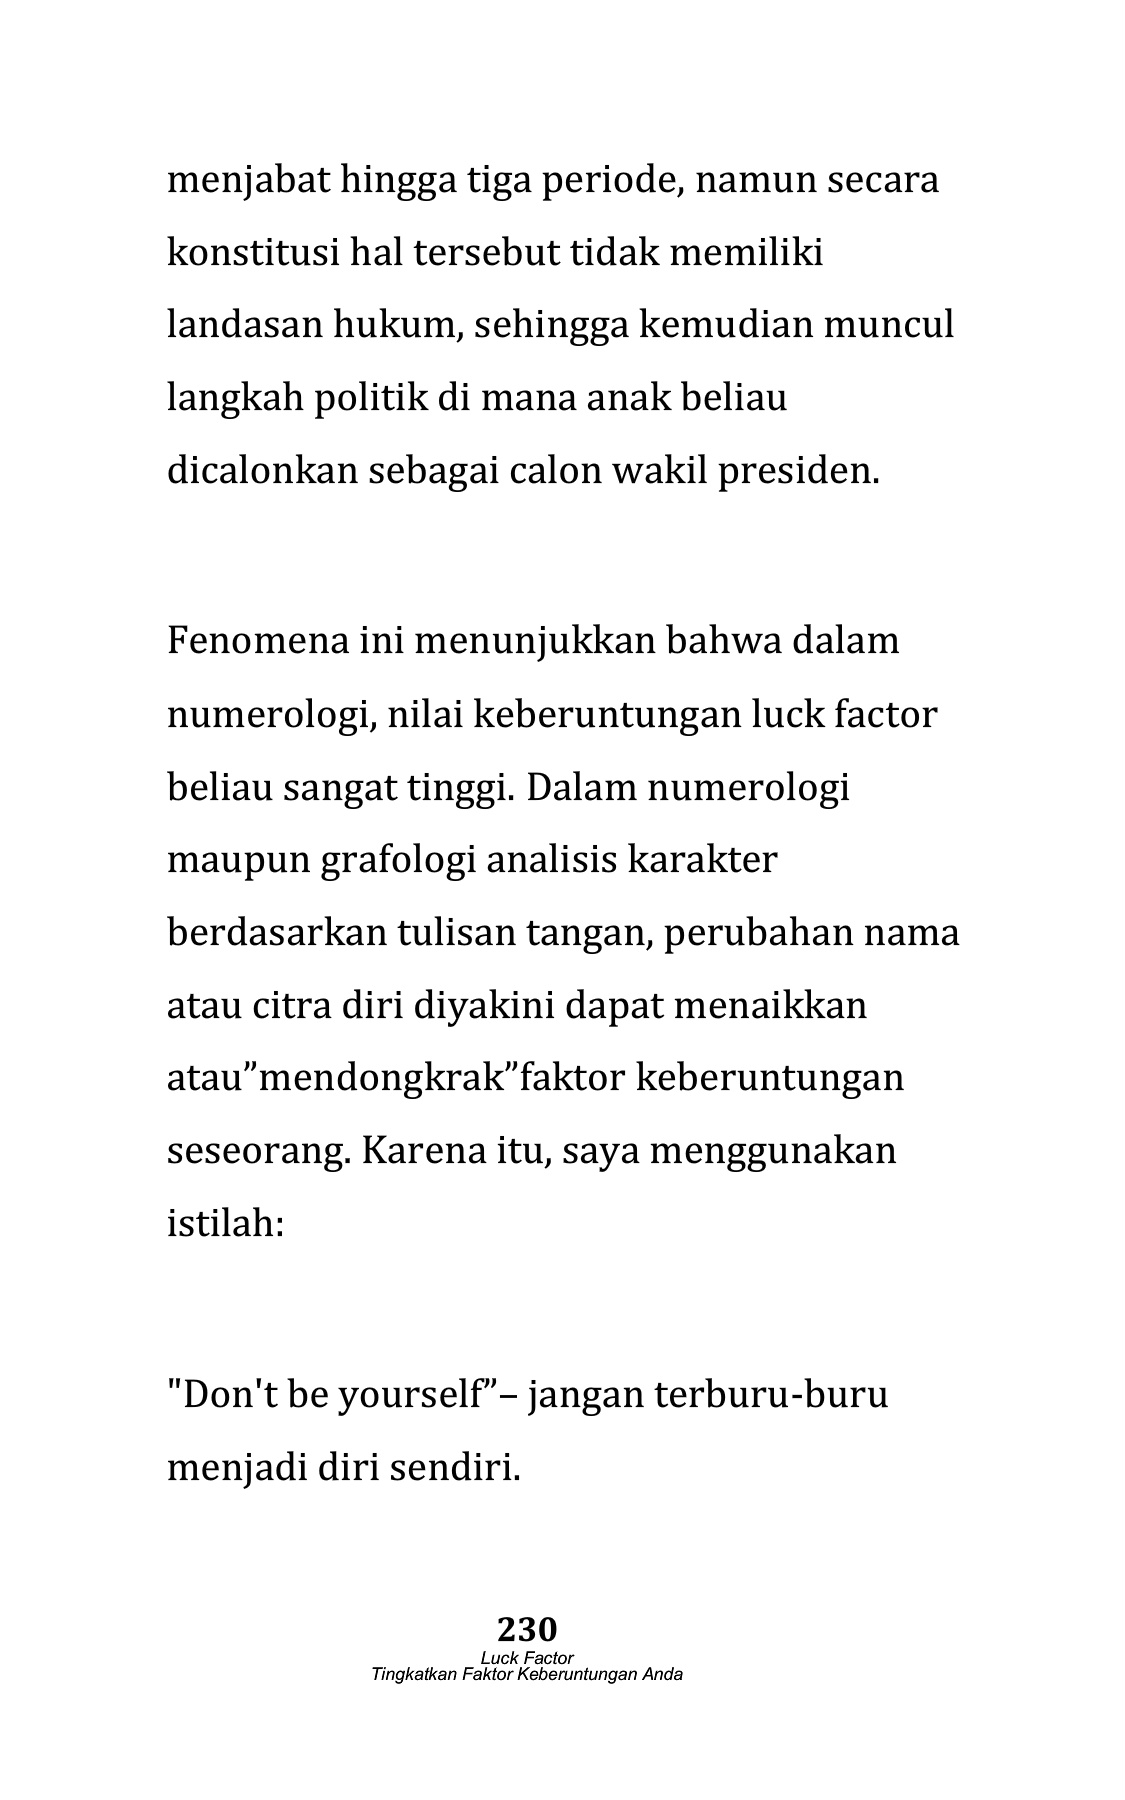 menjabat hingga tiga periode, namun secara
konstitusi hal tersebut tidak memiliki
landasan hukum, sehingga kemudian muncul
langkah politik di mana anak beliau
dicalonkan sebagai calon wakil presiden.
Fenomena ini menunjukkan bahwa dalam
numerologi, nilai keberuntungan luck factor
beliau sangat tinggi. Dalam numerologi
maupun grafologi analisis karakter
berdasarkan tulisan tangan, perubahan nama
atau citra diri diyakini dapat menaikkan
atau”mendongkrak”faktor keberuntungan
seseorang. Karena itu, saya menggunakan
istilah:
"Don't be yourself”– jangan terburu-buru
menjadi diri sendiri.
230
Luck Factor
Tingkatkan Faktor Keberuntungan Anda